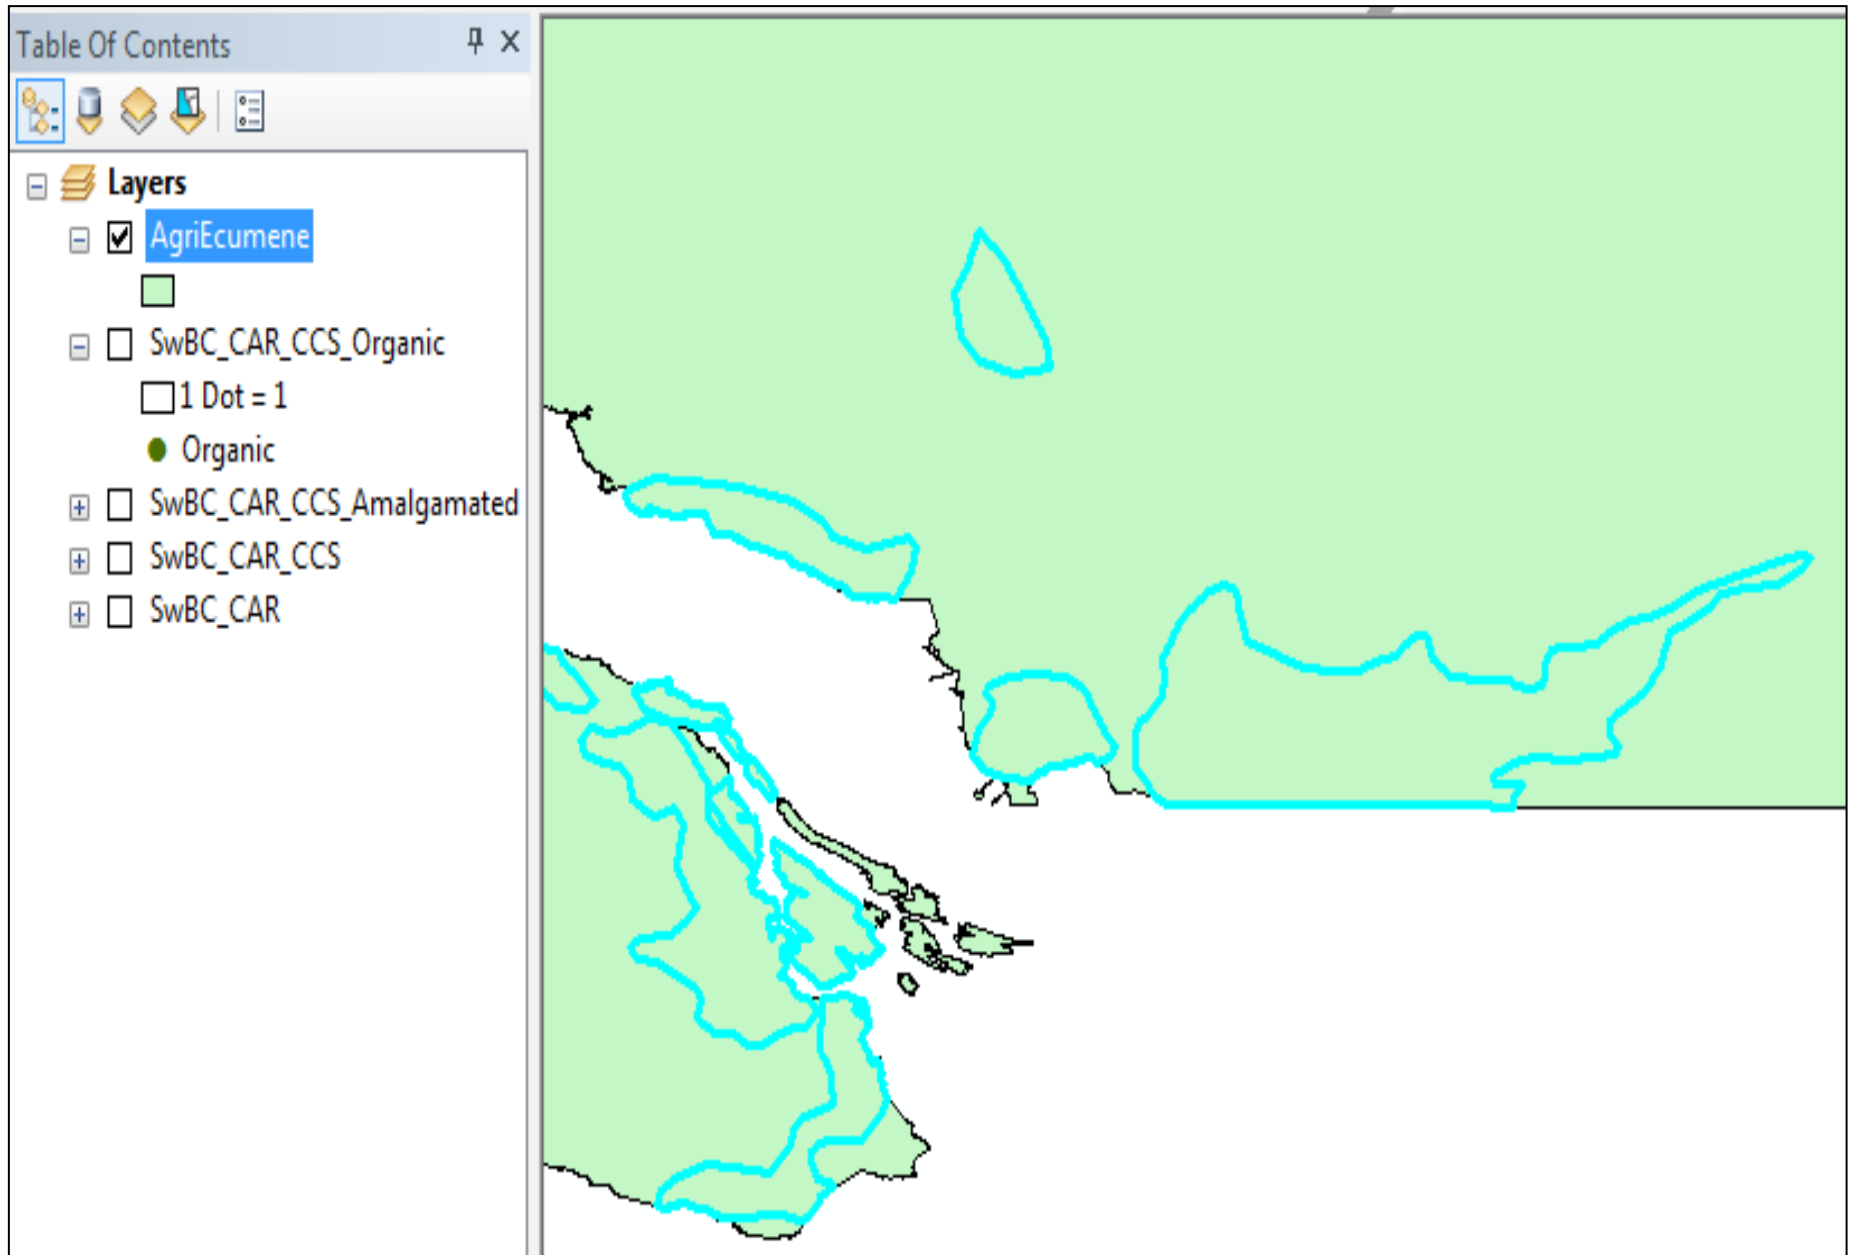 Table Of Contents
Layers
AgriEcumene
SwBC_CAR_CCS_Organic
1 Dot = 1
Organic
SwBC_CAR_CCS_Amalgamated
SwBC_CAR_CCS
SwBC_CAR